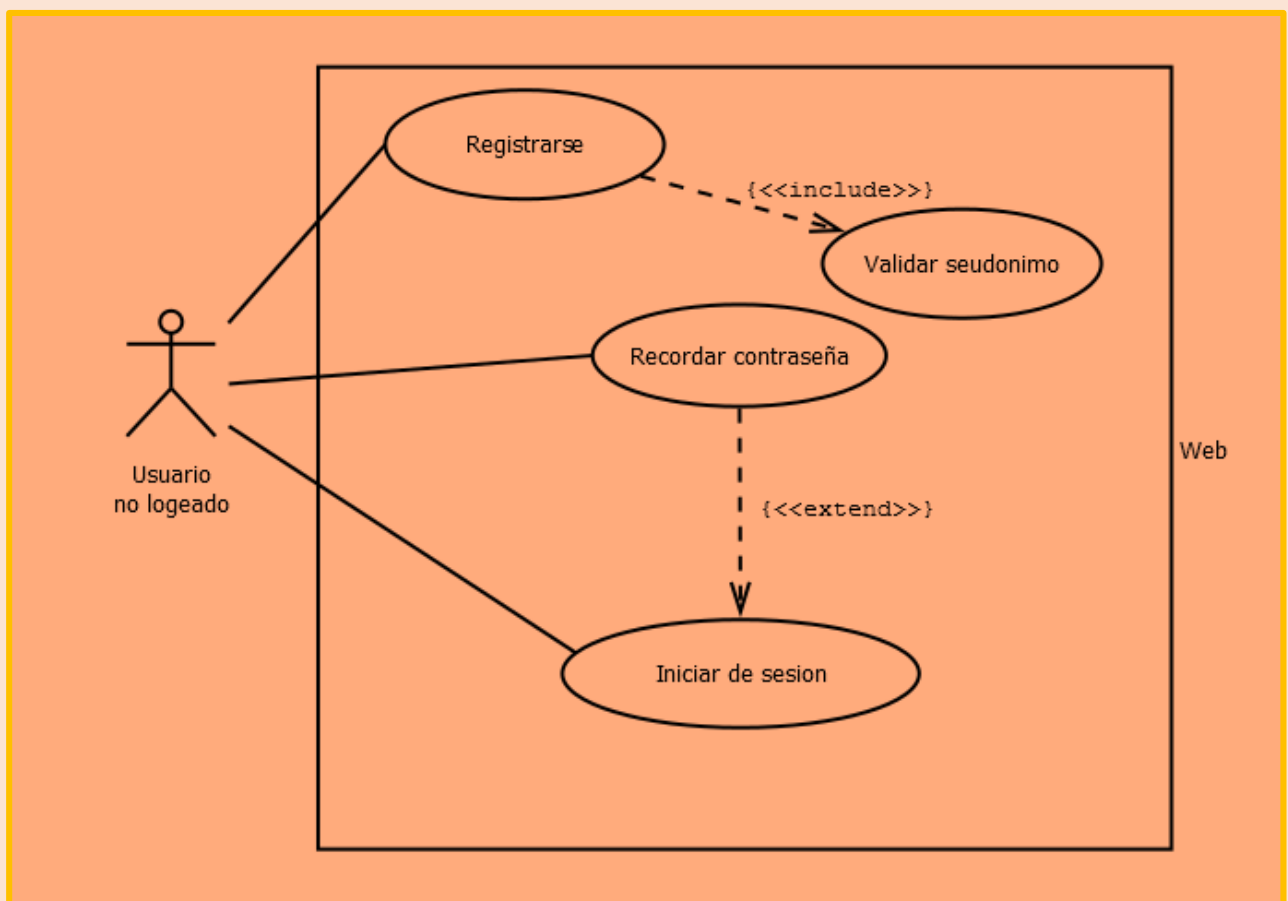 Registrarse
{<<include>>}
Validar seudonimo
Recordar contraseña
Web
Usuario
no logeado
{<<extend>>}
Iniciar de sesion